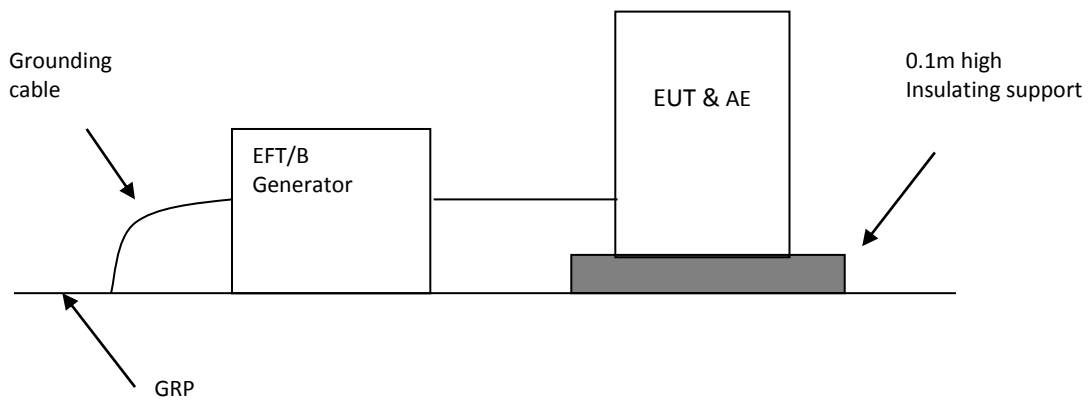 Grounding
cable
EFT/B
Generator
EUT & AE
0.1m high
Insulating support
GRP